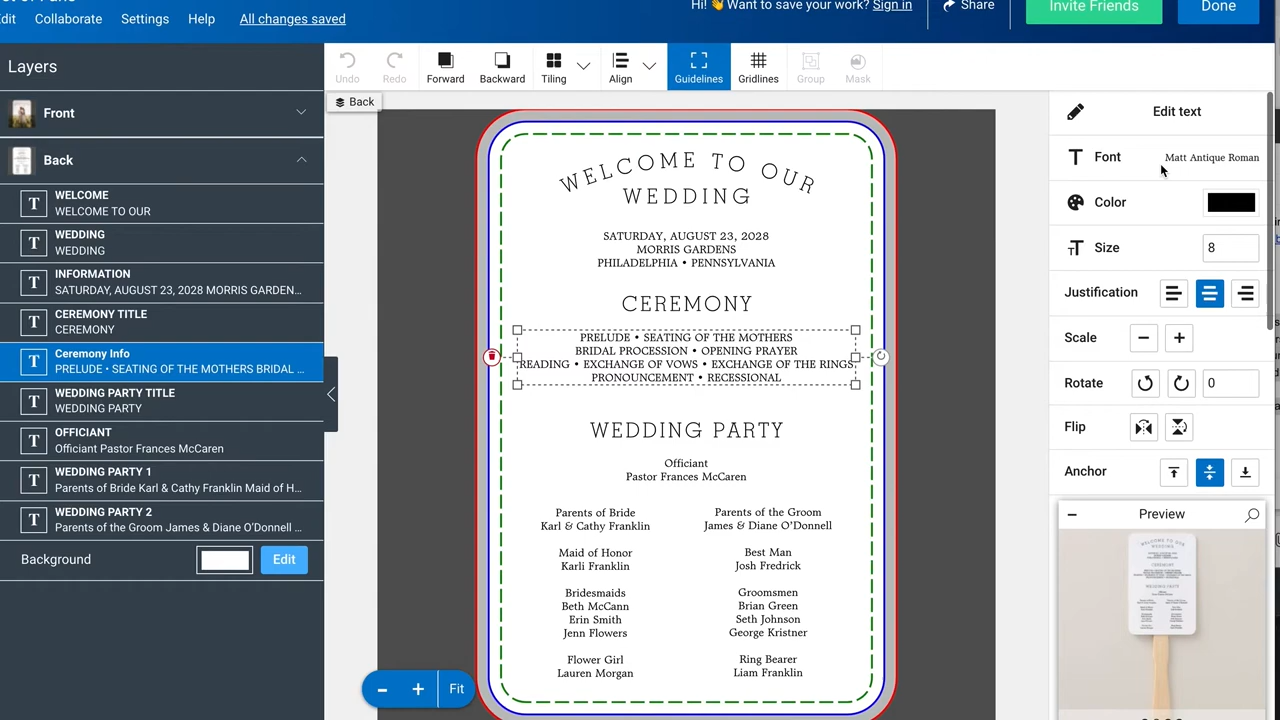 Collaborate
Settings
Help
All changes saved
Hi! 👋 Want to save your work? Sign in
Share
Invite Friends
Done
Layers
Front
Back
WELCOME
WELCOME TO OUR
WEDDING
WEDDING
INFORMATION
SATURDAY, AUGUST 23, 2028 MORRIS GARDEN...
CEREMONY TITLE
CEREMONY
Ceremony Info
PRELUDE • SEATING OF THE MOTHERS BRIDAL ...
WEDDING PARTY TITLE
WEDDING PARTY
OFFICIANT
Officiant Pastor Frances McCaren
WEDDING PARTY 1
Parents of Bride Karl & Cathy Franklin Maid of H...
WEDDING PARTY 2
Parents of the Groom James & Diane O'Donnell ...
Background
Edit
Undo
Redo
Forward
Backward
Tiling
Align
Guidelines
Gridlines
Group
Mask
Back
WELCOME TO OUR
WEDDING
SATURDAY, AUGUST 23, 2028
MORRIS GARDENS
PHILADELPHIA • PENNSYLVANIA
CEREMONY
PRELUDE • SEATING OF THE MOTHERS
BRIDAL PROCESSION • OPENING PRAYER
READING • EXCHANGE OF VOWS • EXCHANGE OF THE RINGS
PRONOUNCEMENT • RECESSIONAL
WEDDING PARTY
Officiant
Pastor Frances McCaren
Parents of Bride
Karl & Cathy Franklin
Maid of Honor
Karli Franklin
Bridesmaids
Beth McCann
Erin Smith
Jenn Flowers
Flower Girl
Lauren Morgan
Parents of the Groom
James & Diane O'Donnell
Best Man
Josh Fredrick
Groomsmen
Brian Green
Seth Johnson
George Kristner
Ring Bearer
Liam Franklin
- + Fit
Edit text
Font
Matt Antique Roman
Color
Size
8
Justification
Scale
Rotate
0
Flip
Anchor
Preview